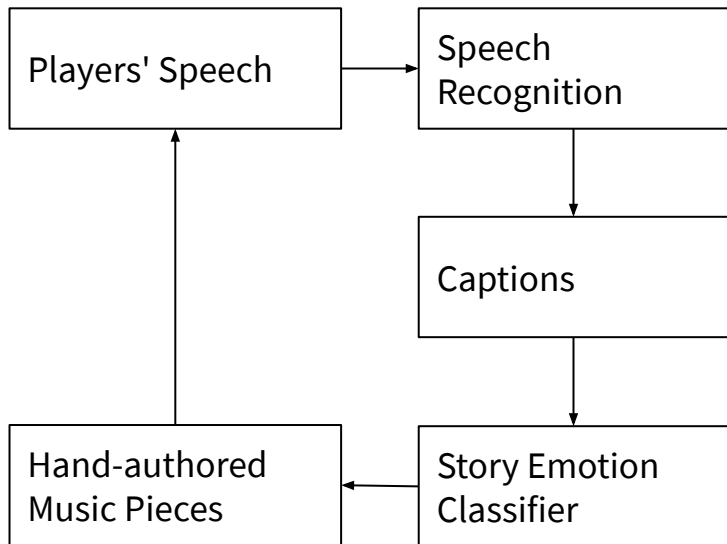 Players' Speech
Speech
Recognition
Captions
Hand-authored
Music Pieces
Story Emotion
Classifier